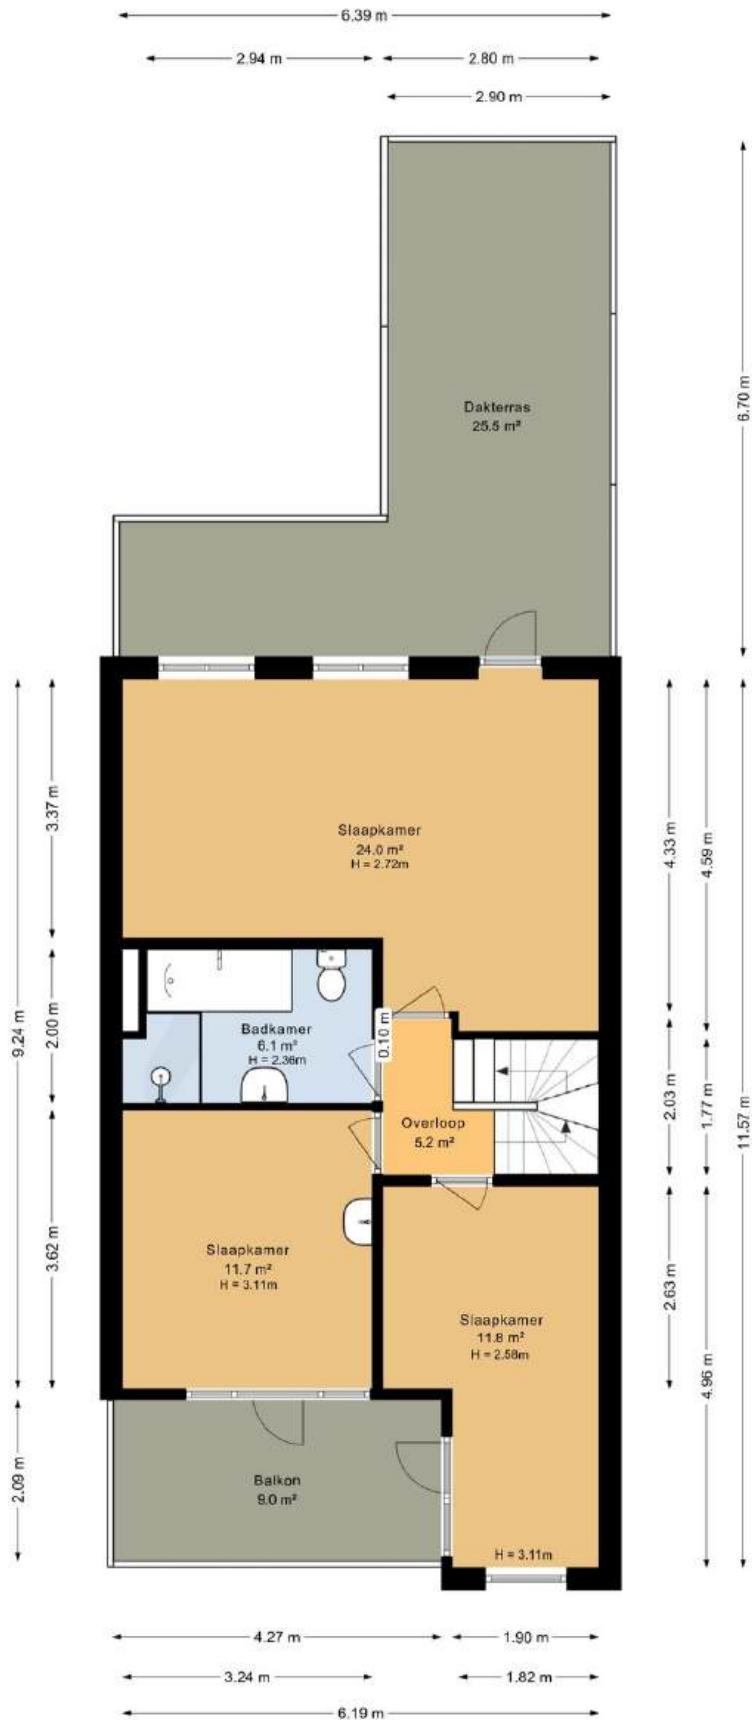 6.39 m
2.94 m
2.80 m
2.90 m
6.70 m
Dakterras
25.5 m²
Slaapkamer
24.0 m²
H = 2.72m
3.37 m
4.33 m
4.59 m
9.24 m
2.00 m
Badkamer
6.1 m²
H = 2.36m
0.10 m
Overloop
5.2 m²
2.03 m
1.77 m
11.57 m
3.62 m
Slaapkamer
11.7 m²
H = 3.11m
Slaapkamer
11.8 m²
H = 2.58m
2.63 m
4.96 m
2.09 m
Balkon
9.0 m²
H = 3.11m
4.27 m
1.90 m
3.24 m
1.82 m
6.19 m